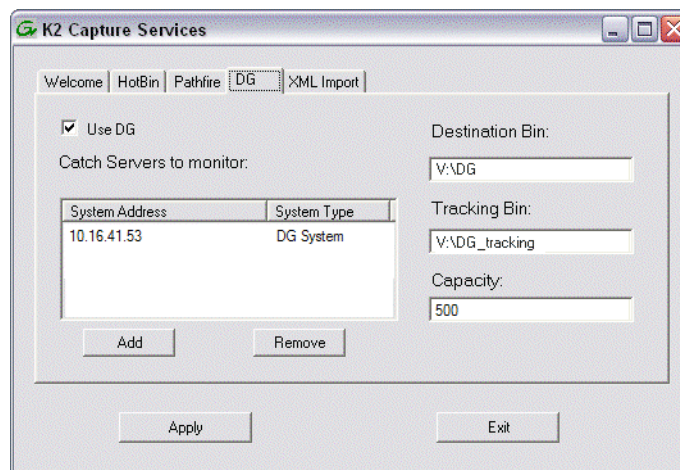 K2 Capture Services
Welcome HotBin Pathfire DG XML Import
Use DG
Catch Servers to monitor:
System Address System Type
10.16.41.53 DG System
Add Remove
Destination Bin:
V:\DG
Tracking Bin:
V:\DG_tracking
Capacity:
500
Apply Exit